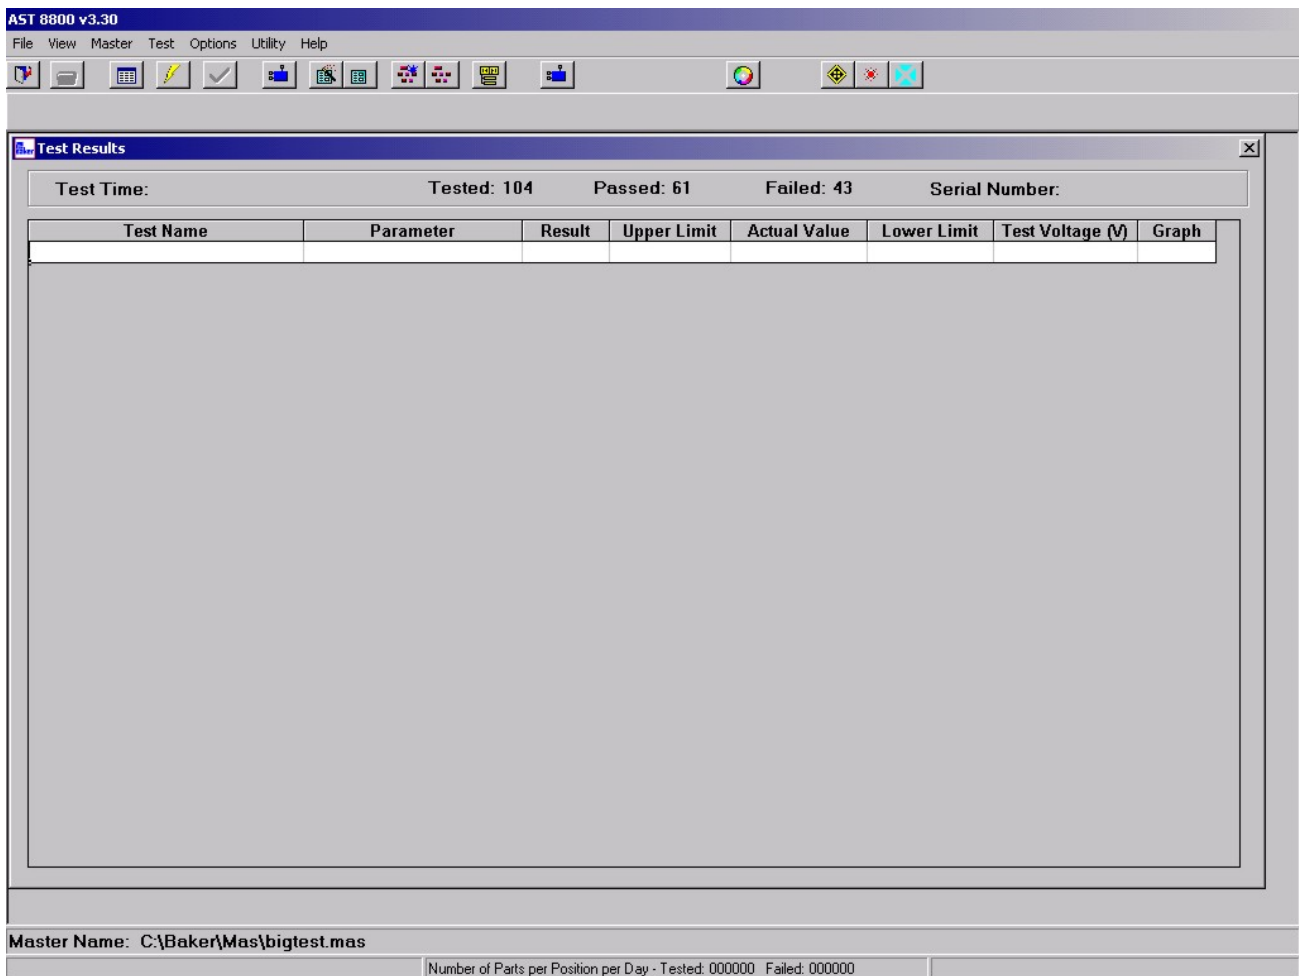 AST 8800 v3.30
File View Master Test Options Utility Help
Test Results
Test Time: Tested: 104 Passed: 61 Failed: 43 Serial Number:
Test Name Parameter Result Upper Limit Actual Value Lower Limit Test Voltage (V) Graph
Master Name: C:\Baker\Mas\bigtest.mas
Number of Parts per Position per Day - Tested: 000000 Failed: 000000